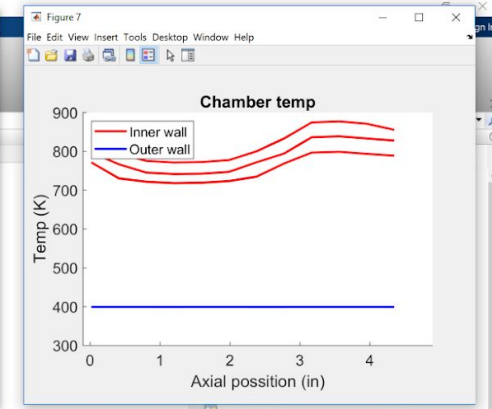 Figure 7
File Edit View Insert Tools Desktop Window Help
Chamber temp
900
800
700
600
500
400
300
Temp (K)
Inner wall
Outer wall
0 1 2 3 4
Axial possition (in)